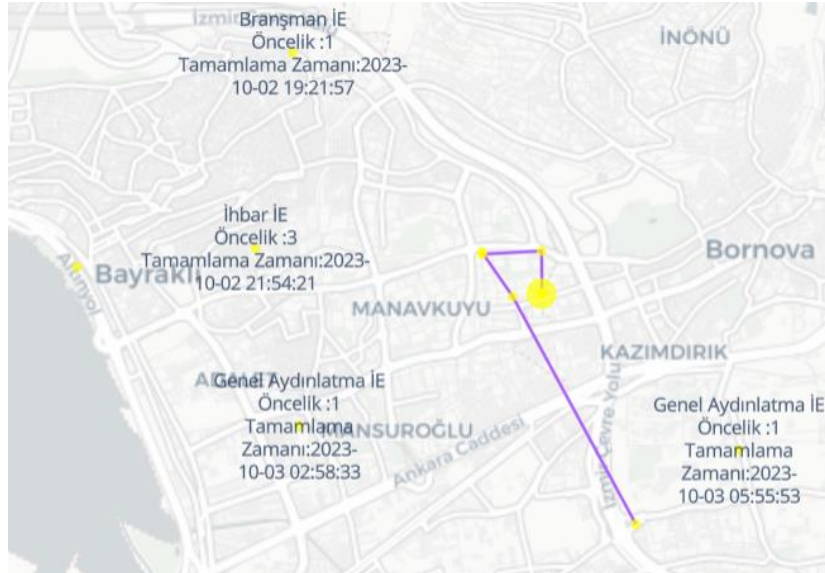 Branşman İE
Öncelik :1
Tamamlama Zamanı:2023-
10-02 19:21:57
İNÖNÜ
İhbar İE
Öncelik :3
Tamamlama Zamanı:2023-
10-02 21:54:21
Bayraklı
Altınyol
Bornova
MANAVKUYU
KAZIMDIRIK
Genel Aydınlatma İE
Öncelik :1
Tamamlama
Zamanı:2023-
10-03 02:58:33
MANSUROĞLU
Ankara Caddesi
İzmir Çevre Yolu
Genel Aydınlatma İE
Öncelik :1
Tamamlama
Zamanı:2023-
10-03 05:55:53